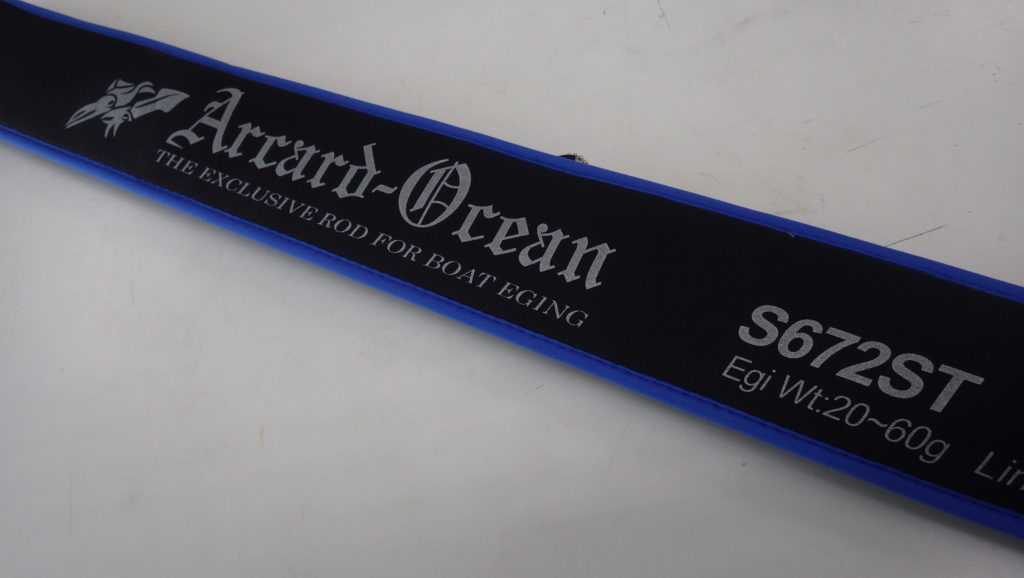 Arcard-Ocean
THE EXCLUSIVE ROD FOR BOAT EGING
S672ST
Egi Wt:20~60g